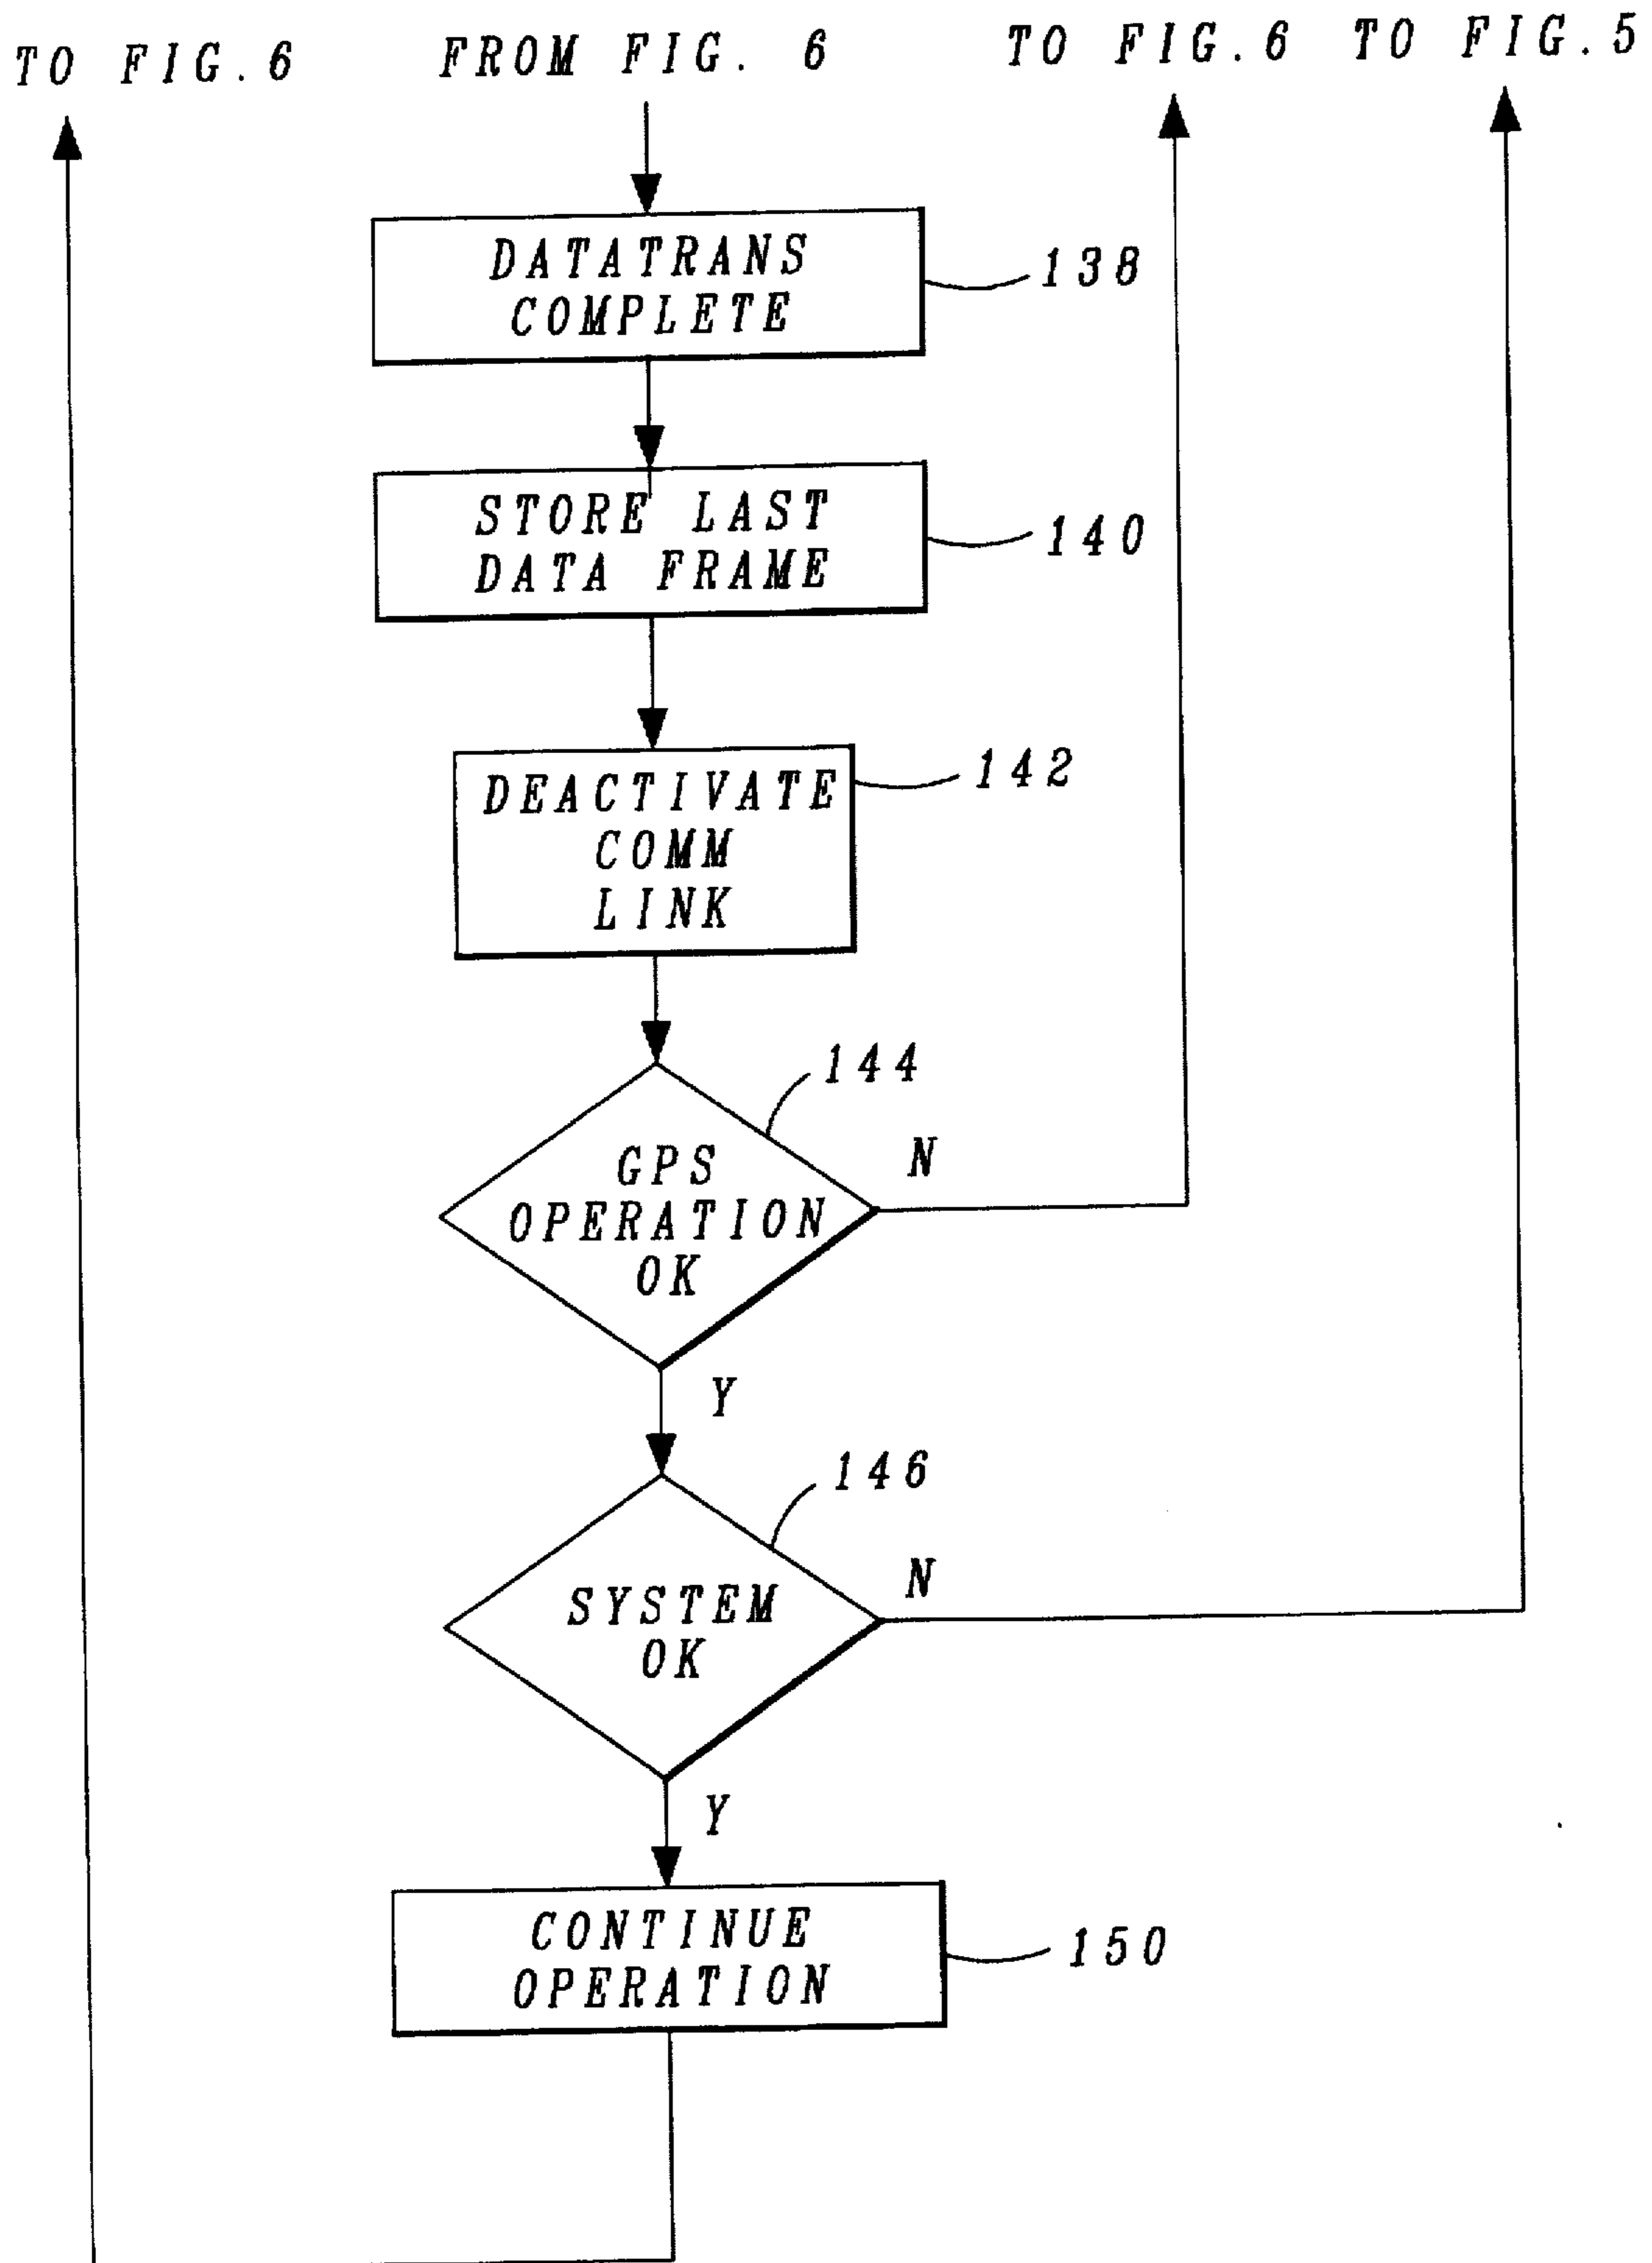 TO FIG.6
FROM FIG. 6
TO FIG.6
TO FIG.5
DATATRANS
COMPLETE
138
STORE LAST
DATA FRAME
140
DEACTIVATE
COMM
LINK
142
144
GPS
OPERATION
OK
N
Y
146
SYSTEM
OK
N
Y
CONTINUE
OPERATION
150